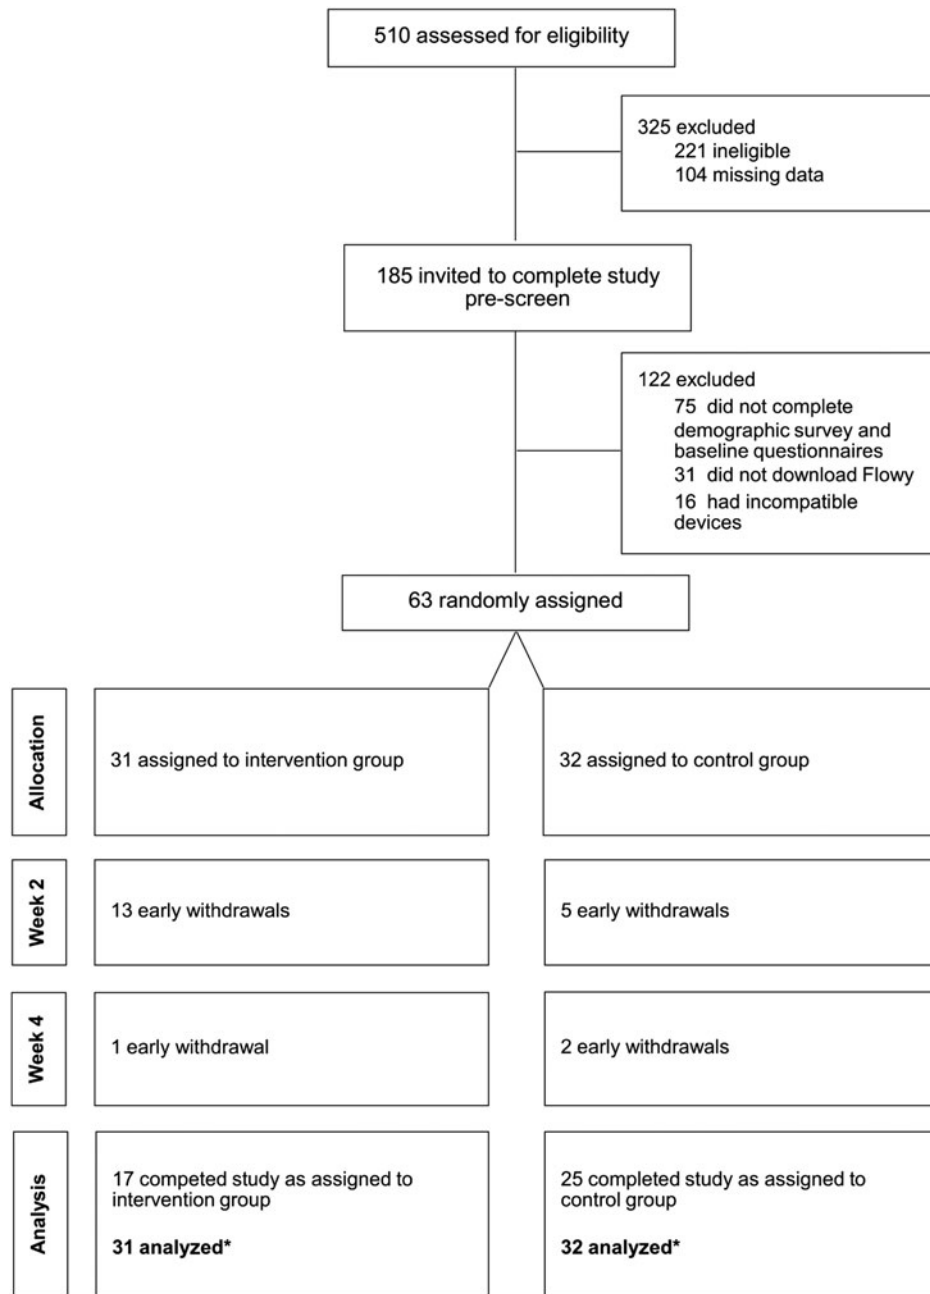 510 assessed for eligibility
325 excluded
221 ineligible
104 missing data
185 invited to complete study
pre-screen
122 excluded
75 did not complete
demographic survey and
baseline questionnaires
31 did not download Flowy
16 had incompatible
devices
63 randomly assigned
Allocation
31 assigned to intervention group
32 assigned to control group
Week 2
13 early withdrawals
5 early withdrawals
Week 4
1 early withdrawal
2 early withdrawals
Analysis
17 competed study as assigned to
intervention group
31 analyzed*
25 completed study as assigned to
control group
32 analyzed*